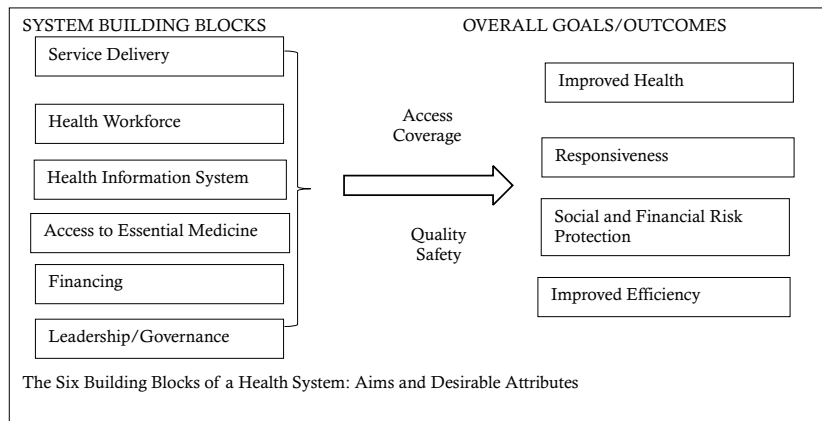 SYSTEM BUILDING BLOCKS
OVERALL GOALS/OUTCOMES
Service Delivery
Health Workforce
Health Information System
Access to Essential Medicine
Financing
Leadership/Governance
Access
Coverage
Quality
Safety
Improved Health
Responsiveness
Social and Financial Risk
Protection
Improved Efficiency
The Six Building Blocks of a Health System: Aims and Desirable Attributes